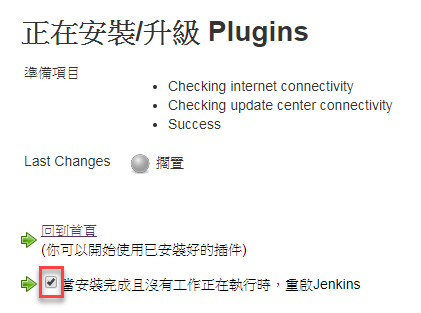 正在安裝/升級 Plugins
準備項目
Checking internet connectivity
Checking update center connectivity
Success
Last Changes 擱置
回到首頁
(你可以開始使用已安裝好的插件)
當安裝完成且沒有工作正在執行時，重啟Jenkins